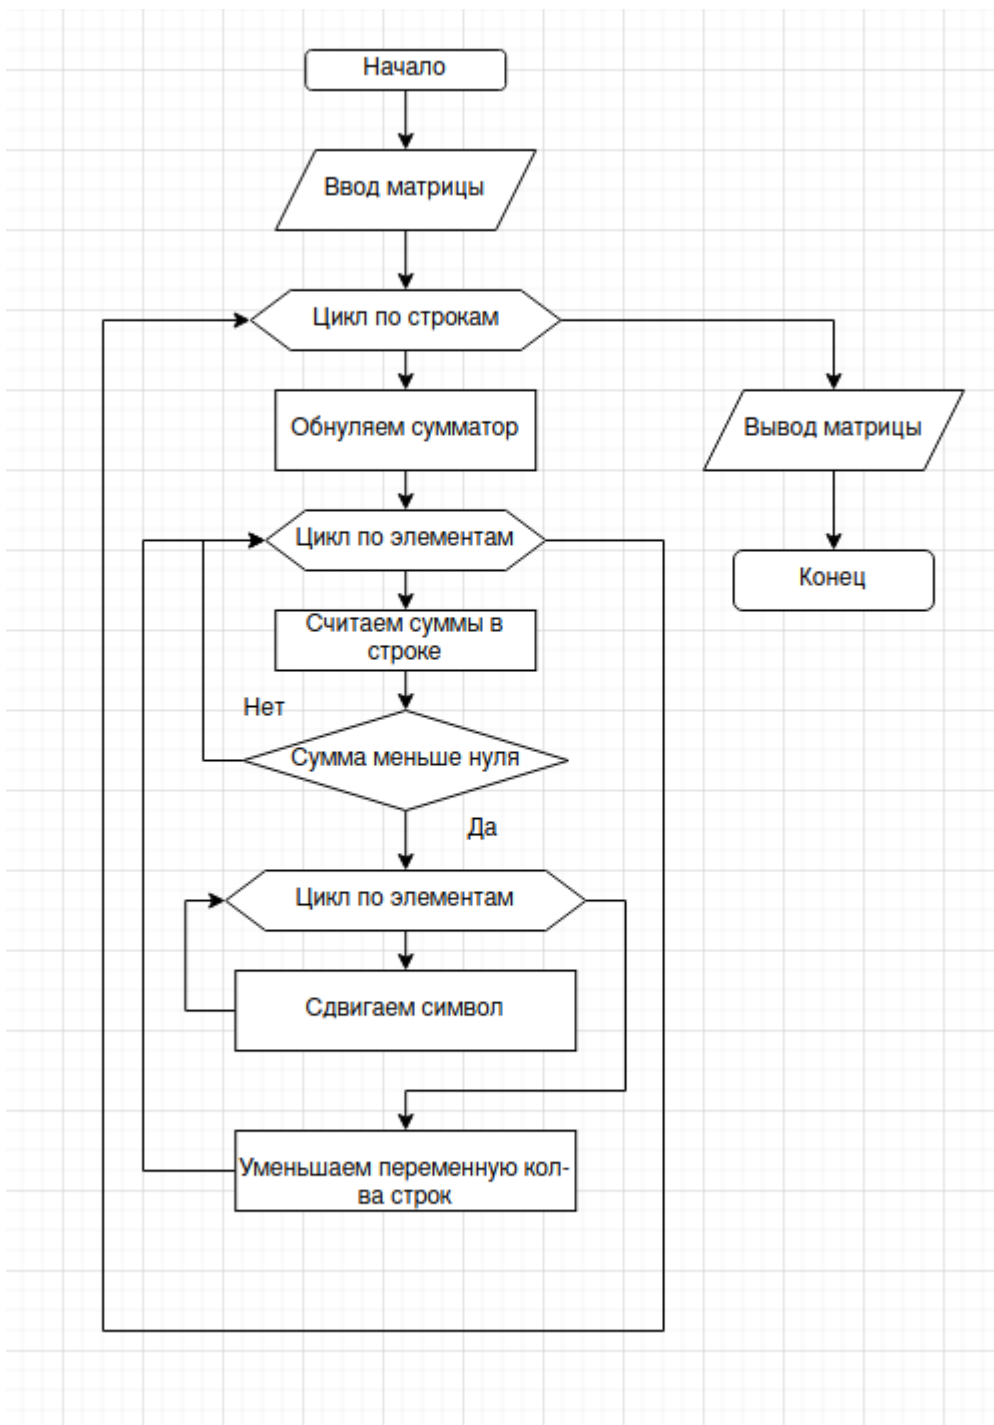 Начало
Ввод матрицы
Цикл по строкам
Обнуляем сумматор
Вывод матрицы
Цикл по элементам
Конец
Считаем суммы в
строке
Нет
Сумма меньше нуля
Да
Цикл по элементам
Сдвигаем символ
Уменьшаем переменную кол-
ва строк